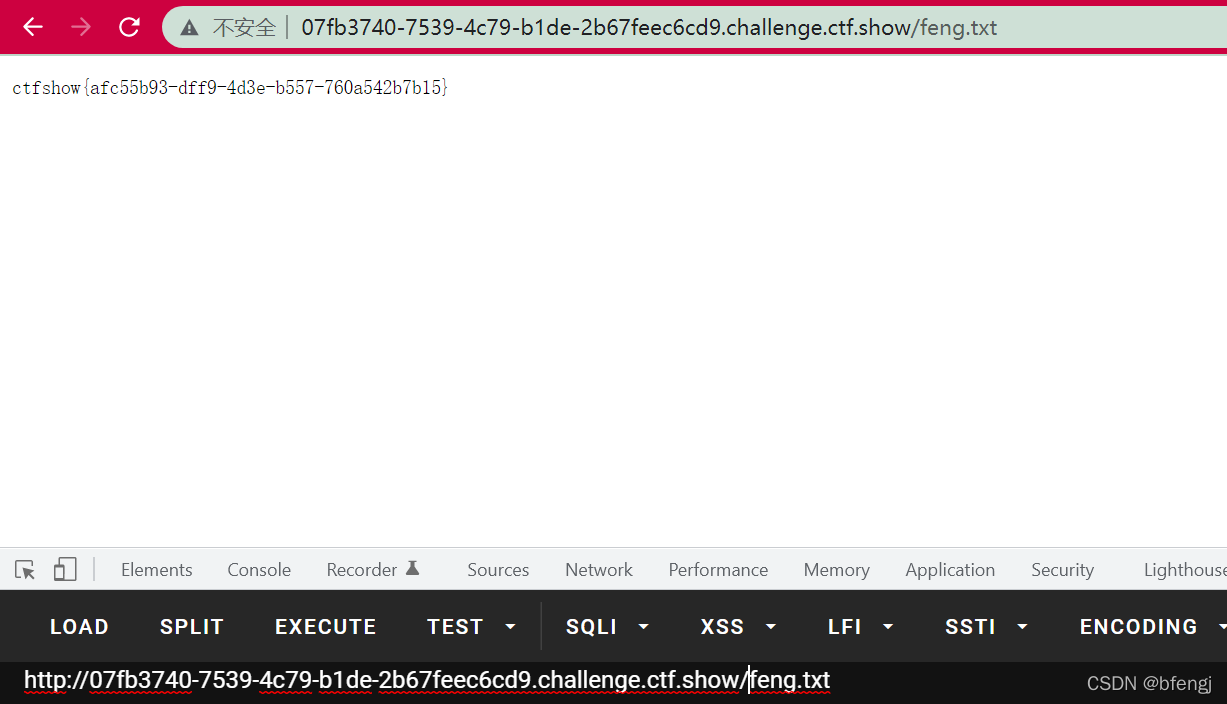 不安全 07fb3740-7539-4c79-b1de-2b67feec6cd9.challenge.ctf.show/feng.txt
ctfshow{afc55b93-dff9-4d3e-b557-760a542b7b15}
Elements Console Recorder Sources Network Performance Memory Application Security Lighthouse
LOAD SPLIT EXECUTE TEST SQLI XSS LFI SSTI ENCODING
http://07fb3740-7539-4c79-b1de-2b67feec6cd9.challenge.ctf.show/feng.txt
CSDN @bfengj